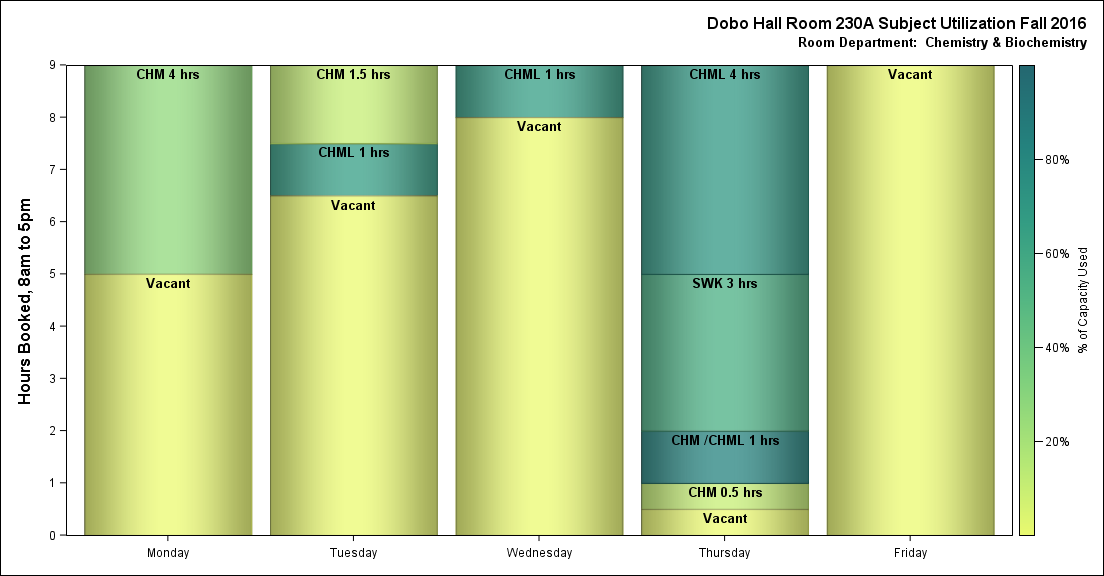 Dobo Hall Room 230A Subject Utilization Fall 2016
Room Department: Chemistry & Biochemistry
Hours Booked, 8am to 5pm
9
8
7
6
5
4
3
2
1
0
CHM 4 hrs
Vacant
CHM 1.5 hrs
CHML 1 hrs
Vacant
CHML 1 hrs
Vacant
CHML 4 hrs
SWK 3 hrs
CHM /CHML 1 hrs
CHM 0.5 hrs
Vacant
Vacant
Monday
Tuesday
Wednesday
Thursday
Friday
80%
60%
40%
20%
% of Capacity Used